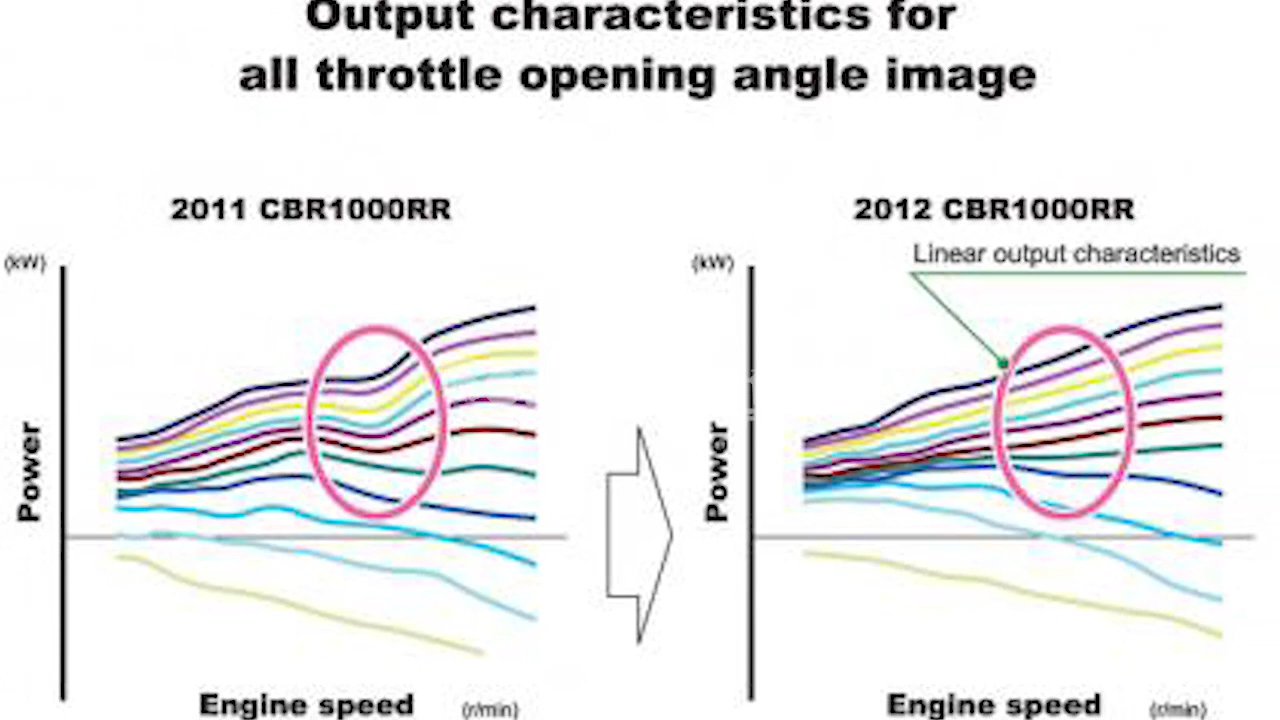 Output characteristics for
all throttle opening angle image
2011 CBR1000RR
(kW)
Power
Engine speed (r/min)
2012 CBR1000RR
Linear output characteristics
(kW)
Power
Engine speed (r/min)